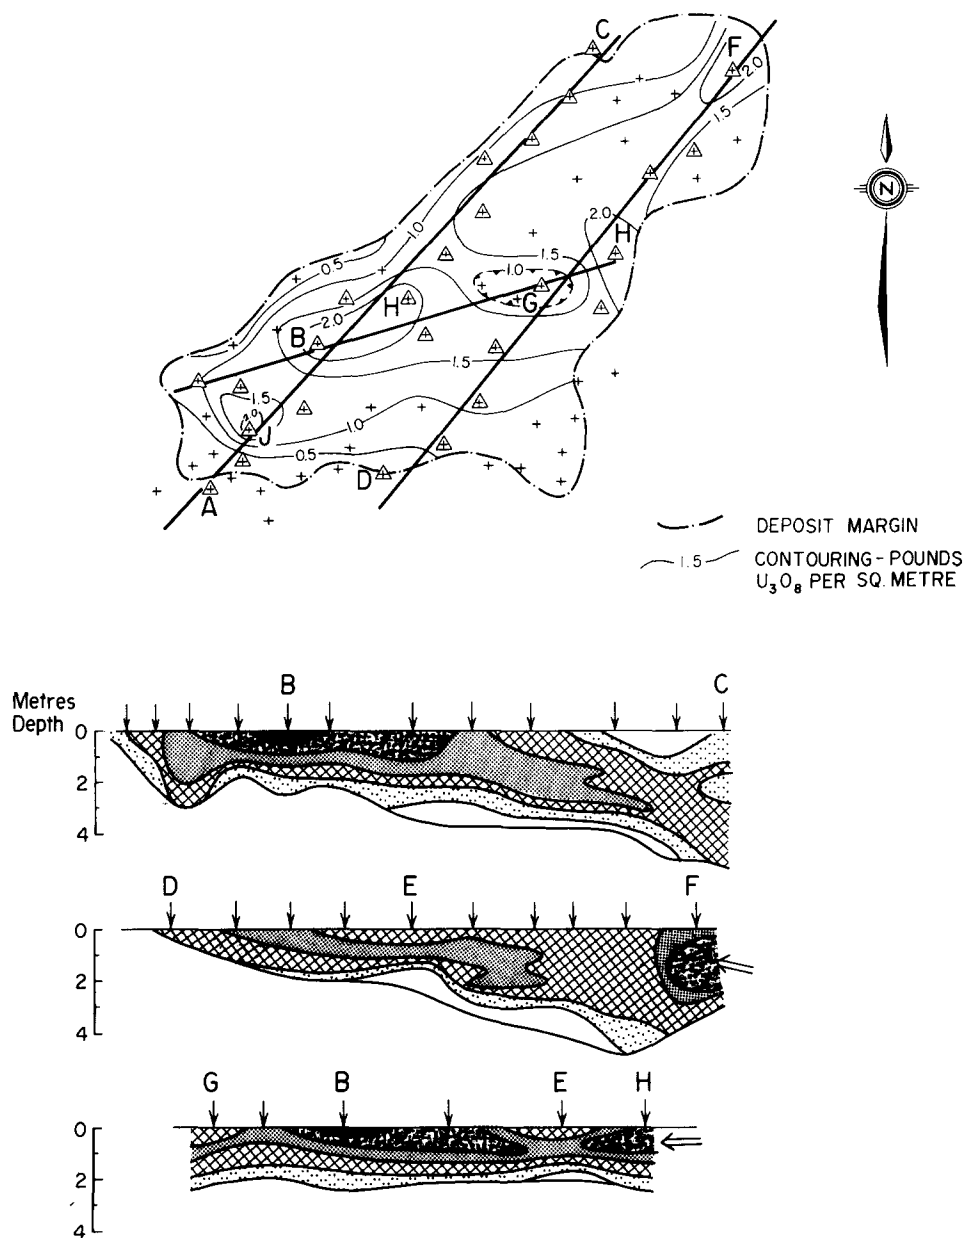 C
F
2.0
1.5
N
1.0
2.0
H
0.5
1.5
1.0
2.0
H
G
B
1.5
1.5
2.0
J
1.0
0.5
D
A
DEPOSIT MARGIN
1.5 CONTOURING - POUNDS
U₃O₈ PER SQ. METRE
B C
Metres
Depth 0
2
4
D E F
0
2
4
G B E H
0
2
4